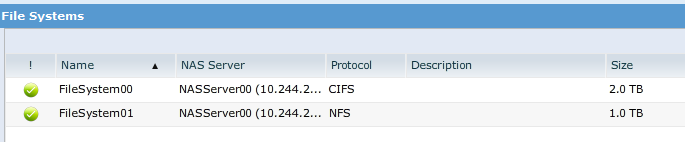 File Systems
! Name ▲ NAS Server Protocol Description Size
FileSystem00 NASServer00 (10.244.2... CIFS 2.0 TB
FileSystem01 NASServer00 (10.244.2... NFS 1.0 TB